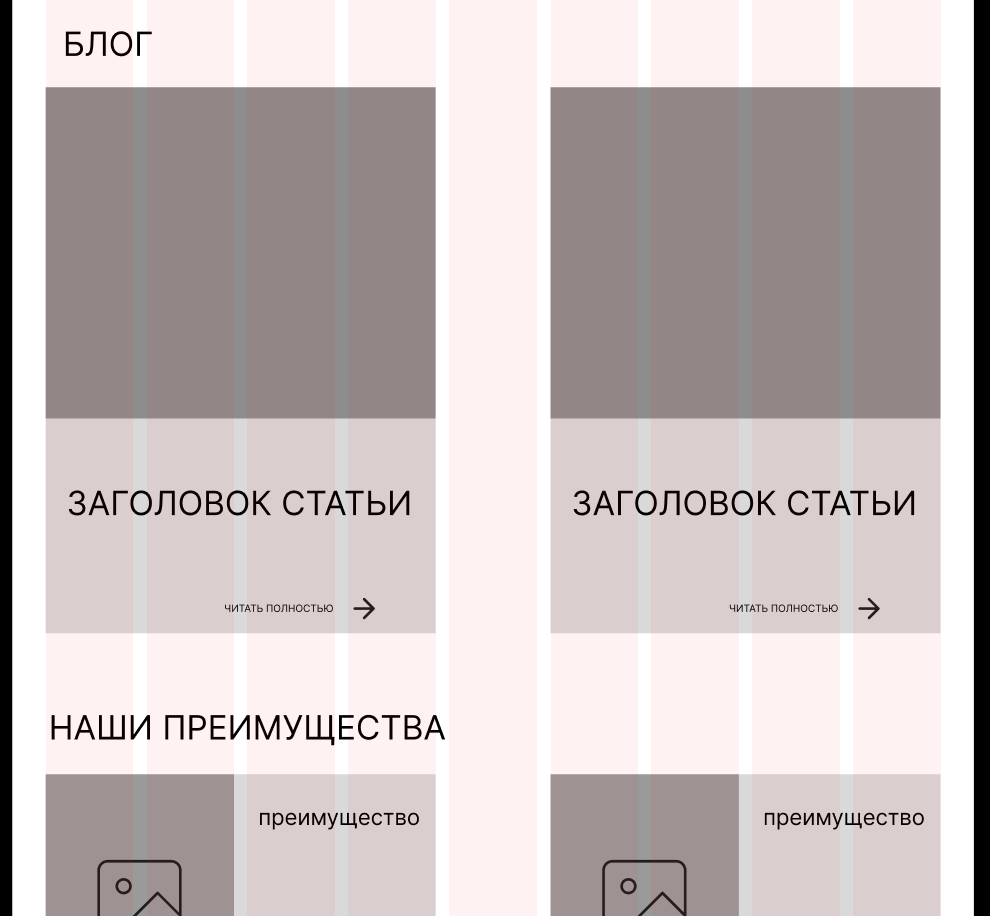 БЛОГ
ЗАГОЛОВОК СТАТЬИ
ЧИТАТЬ ПОЛНОСТЬЮ
ЗАГОЛОВОК СТАТЬИ
ЧИТАТЬ ПОЛНОСТЬЮ
НАШИ ПРЕИМУЩЕСТВА
преимущество
преимущество